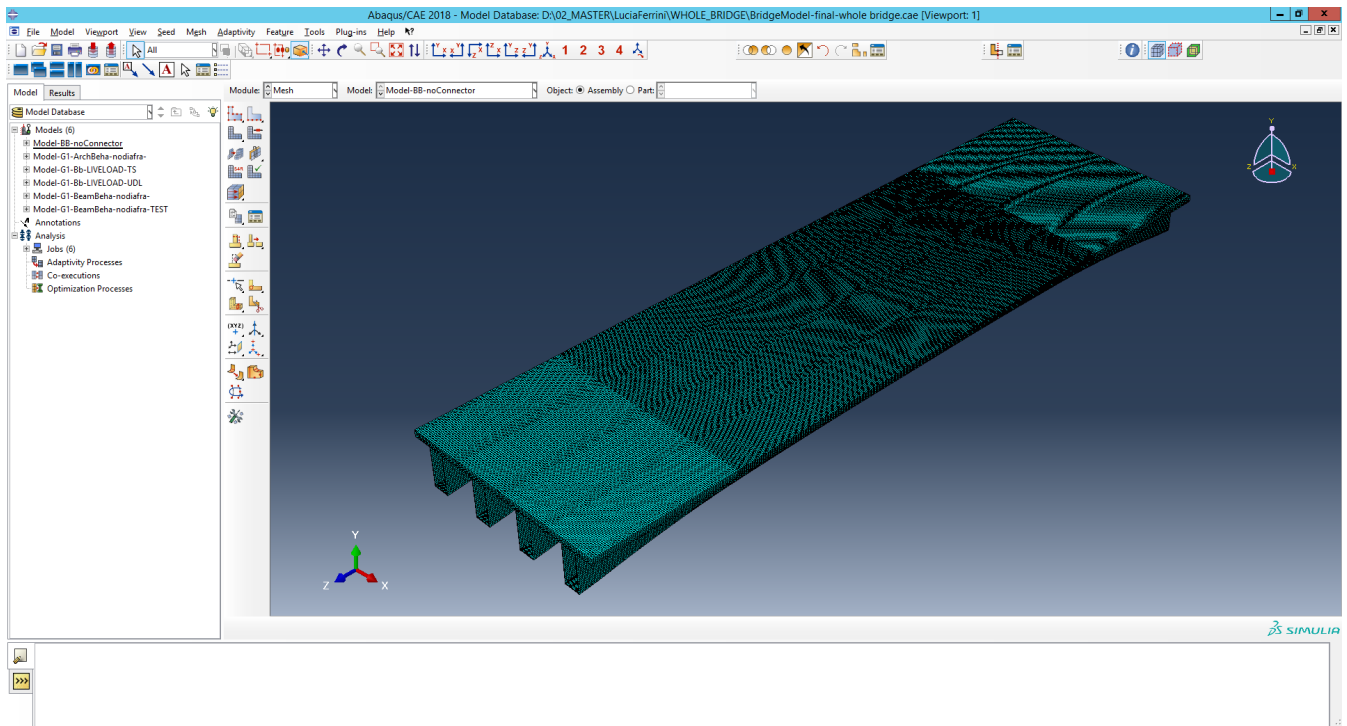 Abaqus/CAE 2018 - Model Database: D:\02_MASTER\LuciaFerrini\WHOLE_BRIDGE\BridgeModel-final-whole bridge.cae [Viewport: 1]
File Model Viewport View Seed Mesh Adaptivity Feature Tools Plug-ins Help
All
1 2 3 4
A
Model Results
Module: Mesh Model: Model-BB-noConnector Object: Assembly Part:
Model Database
Models (6)
Model-BB-noConnector
Model-G1-ArchBeha-nodiafra-
Model-G1-Bb-LIVELOAD-TS
Model-G1-Bb-LIVELOAD-UDL
Model-G1-BeamBeha-nodiafra-
Model-G1-BeamBeha-nodiafra-TEST
Annotations
Analysis
Jobs (6)
Adaptivity Processes
Co-executions
Optimization Processes
(XYZ)
Y
Z X
Y
Z X
SIMULIA
>>>